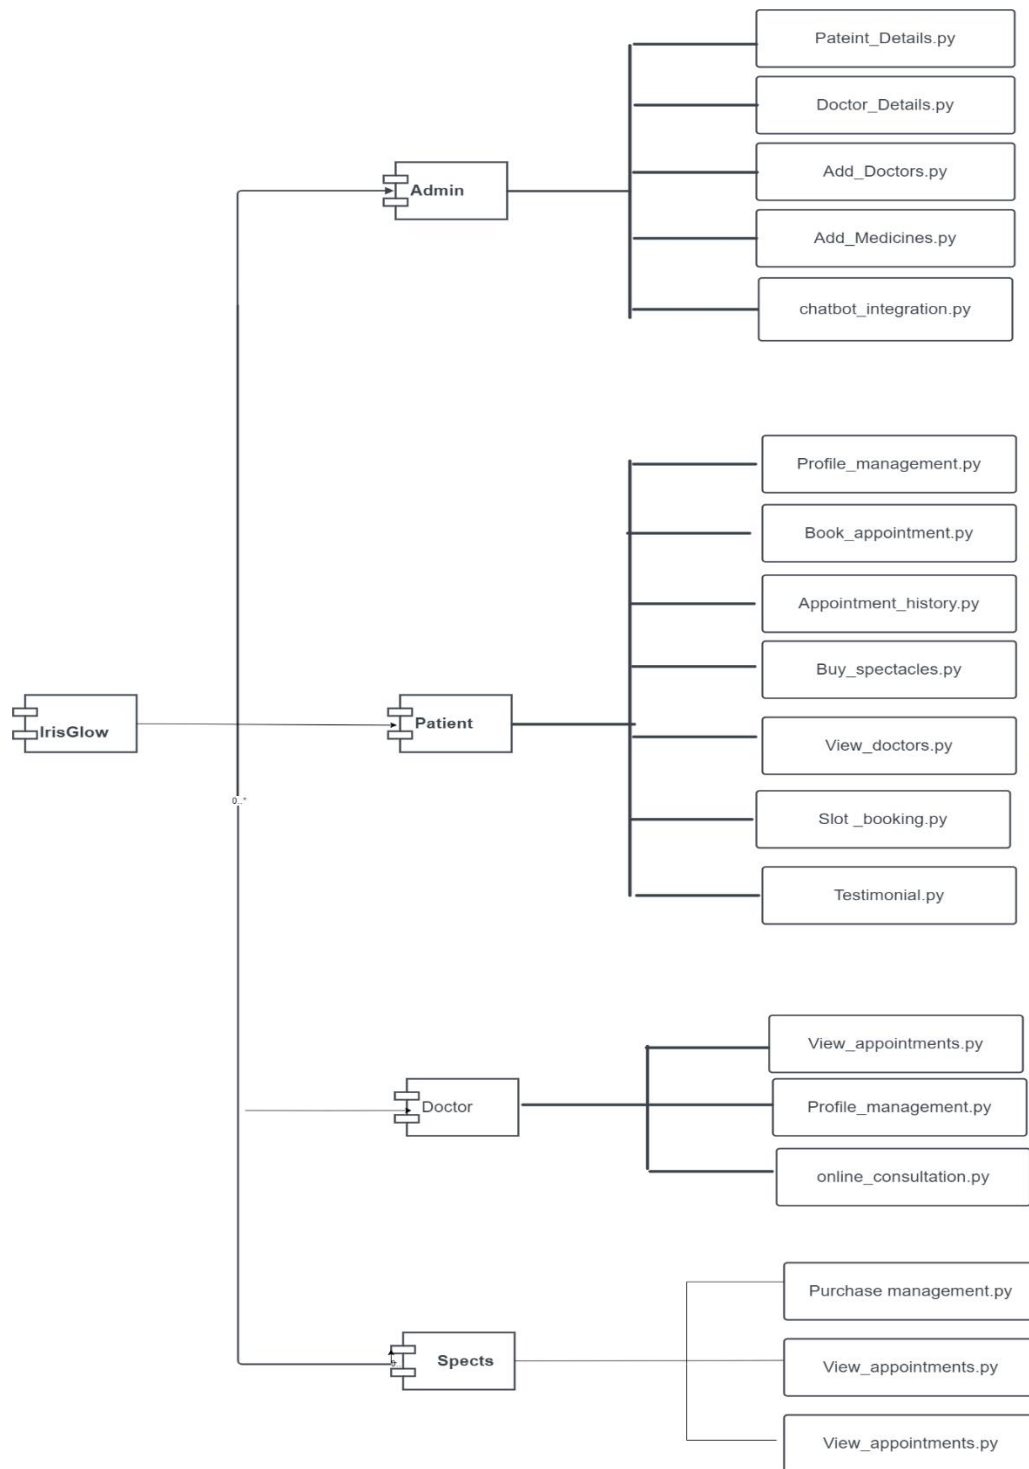 Pateint_Details.py
Doctor_Details.py
Add_Doctors.py
Admin
Add_Medicines.py
chatbot_integration.py
Profile_management.py
Book_appointment.py
Appointment_history.py
Buy_spectacles.py
IrisGlow
Patient
View_doctors.py
0..*
Slot _booking.py
Testimonial.py
View_appointments.py
Doctor
Profile_management.py
online_consultation.py
Purchase management.py
Spects
View_appointments.py
View_appointments.py